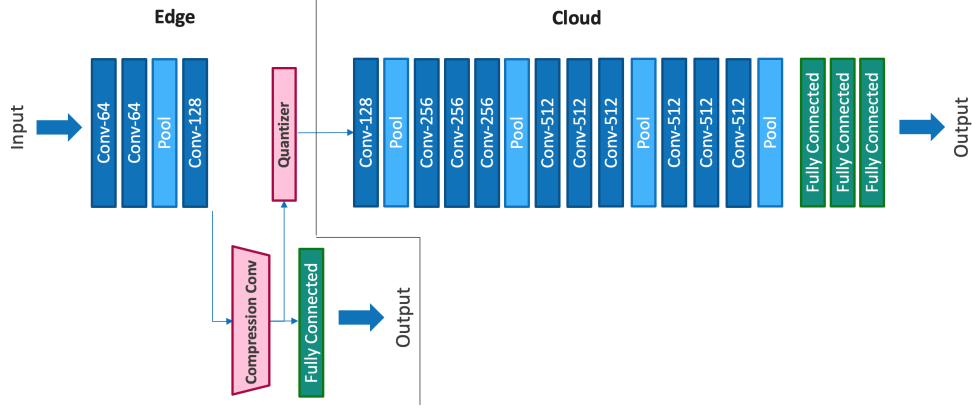 Edge
Cloud
Input
Conv-64
Conv-64
Pool
Conv-128
Quantizer
Conv-128
Pool
Conv-256
Conv-256
Conv-256
Pool
Conv-512
Conv-512
Conv-512
Pool
Conv-512
Conv-512
Conv-512
Pool
Fully Connected
Fully Connected
Fully Connected
Output
Compression Conv
Fully Connected
Output